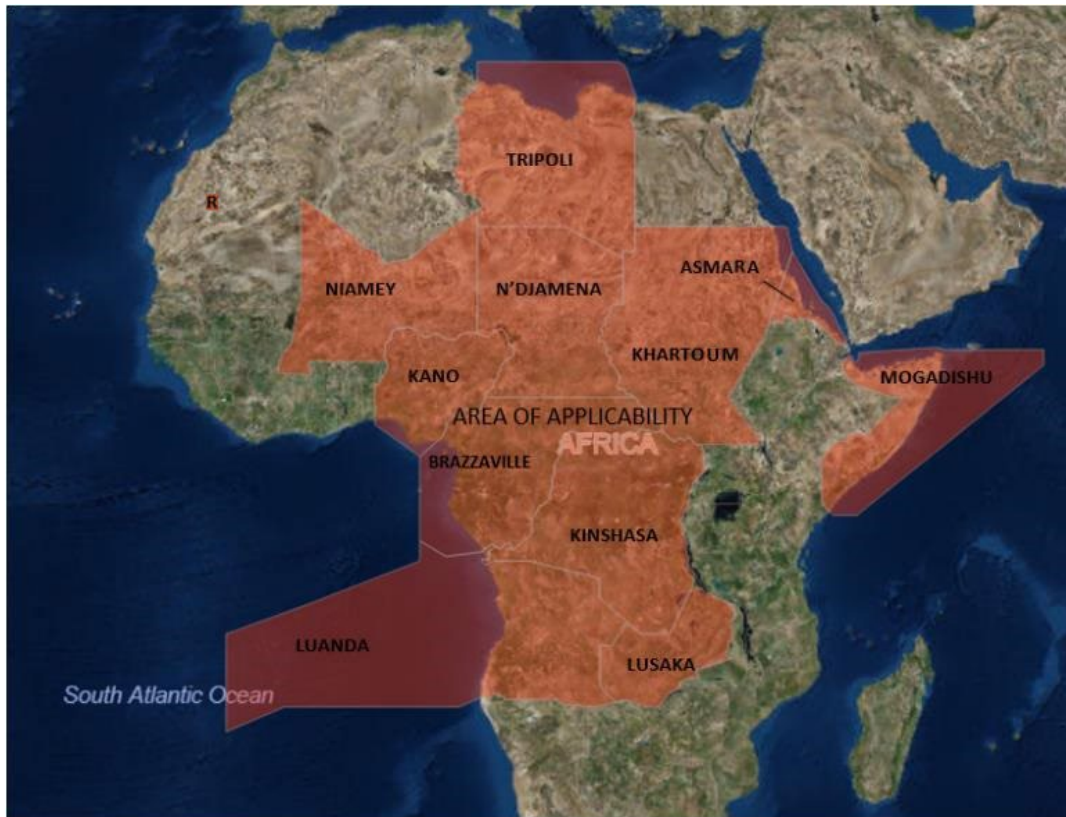 TRIPOLI
R
ASMARA
NIAMEY
N'DJAMENA
KHARTOUM
KANO
MOGADISHU
AREA OF APPLICABILITY
AFRICA
BRAZZAVILLE
KINSHASA
LUANDA
LUSAKA
South Atlantic Ocean